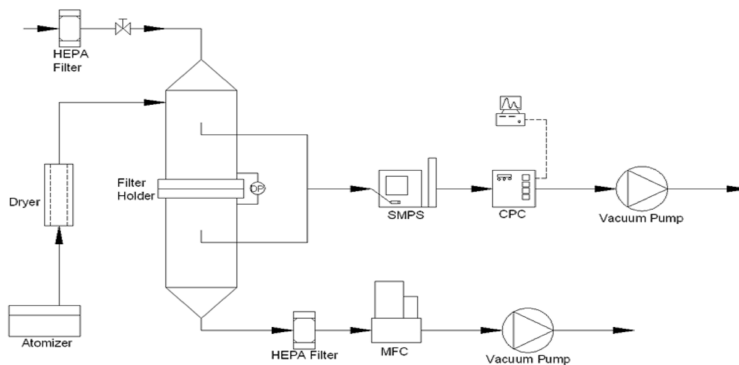 HEPA
Filter
Filter
Holder
DP
Dryer
SMPS
CPC
Vacuum Pump
Atomizer
HEPA Filter
MFC
Vacuum Pump